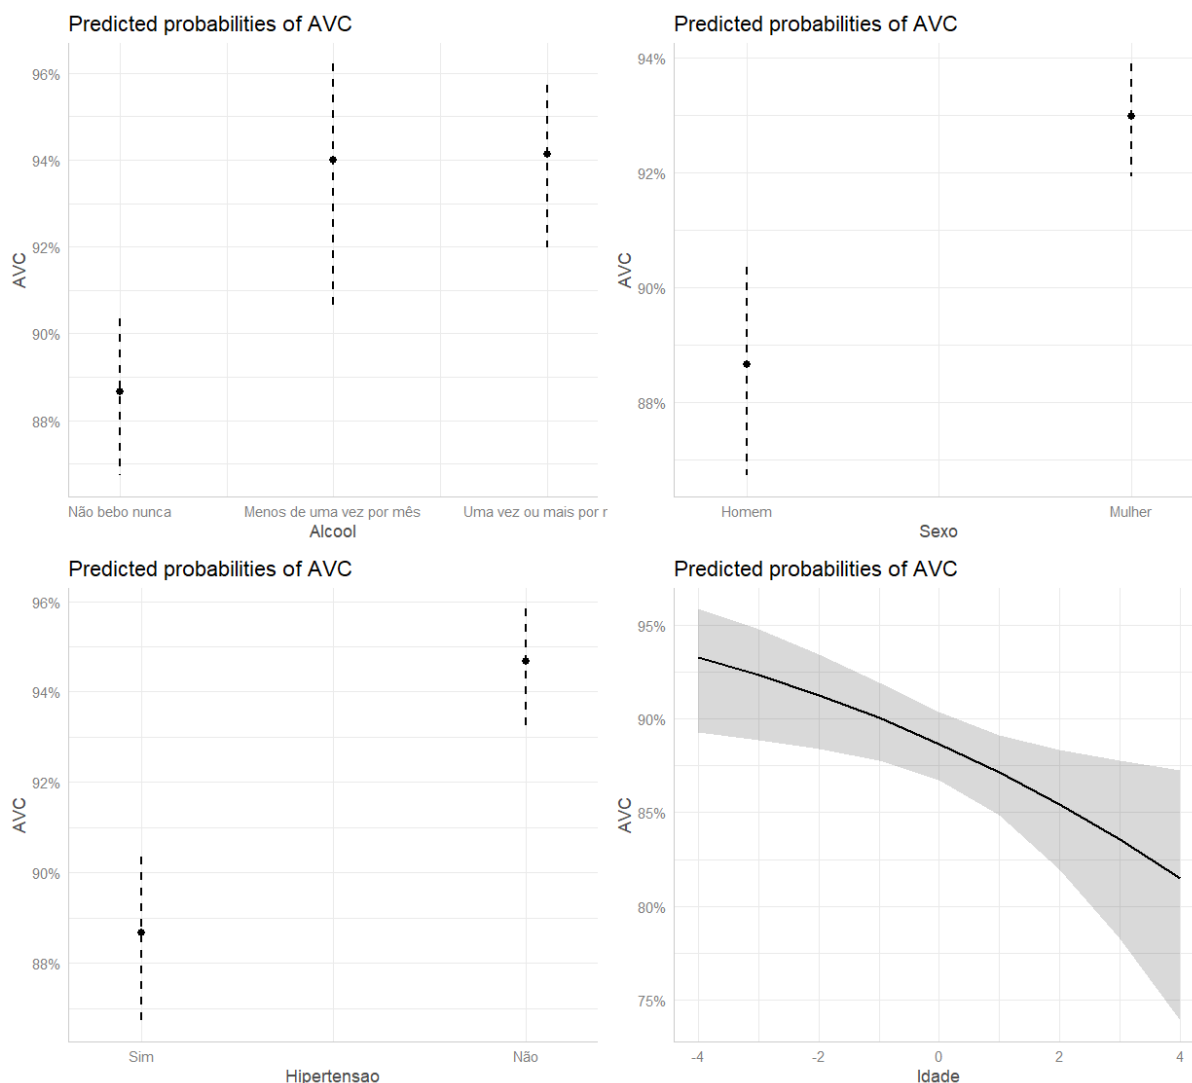 Predicted probabilities of AVC
96%
94%
92%
90%
88%
AVC
Não bebo nunca Menos de uma vez por mês Uma vez ou mais por r
Alcool
Predicted probabilities of AVC
94%
92%
90%
88%
AVC
Homem Mulher
Sexo
Predicted probabilities of AVC
96%
94%
92%
90%
88%
AVC
Sim Não
Hipertensao
Predicted probabilities of AVC
95%
90%
85%
80%
75%
AVC
-4 -2 0 2 4
Idade